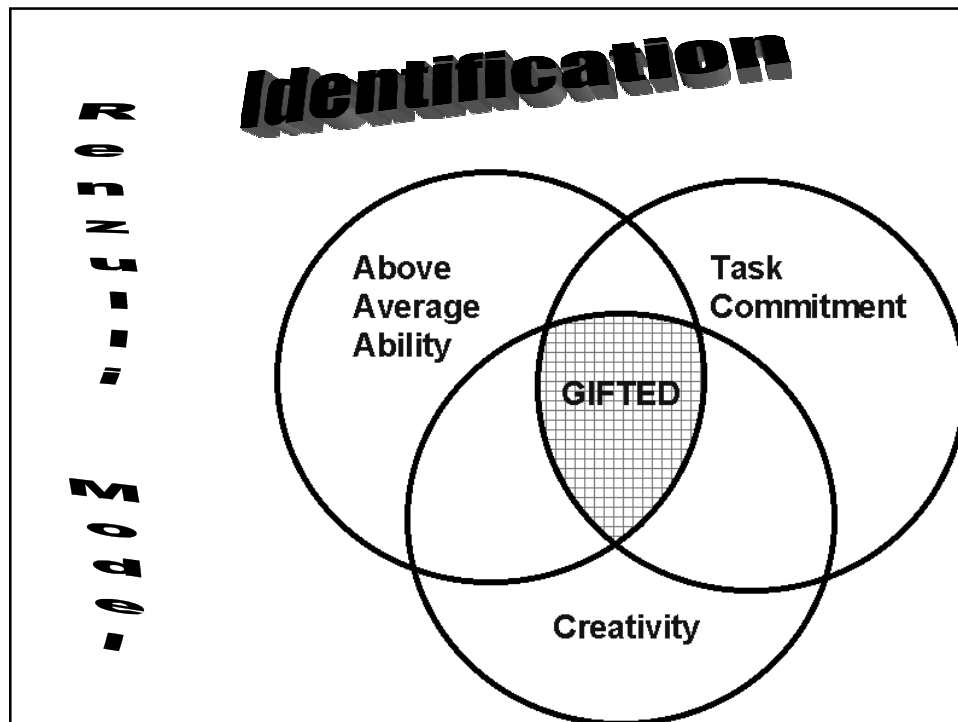 Identification
Renzulli
Model
Above
Average
Ability
Task
Commitment
GIFTED
Creativity